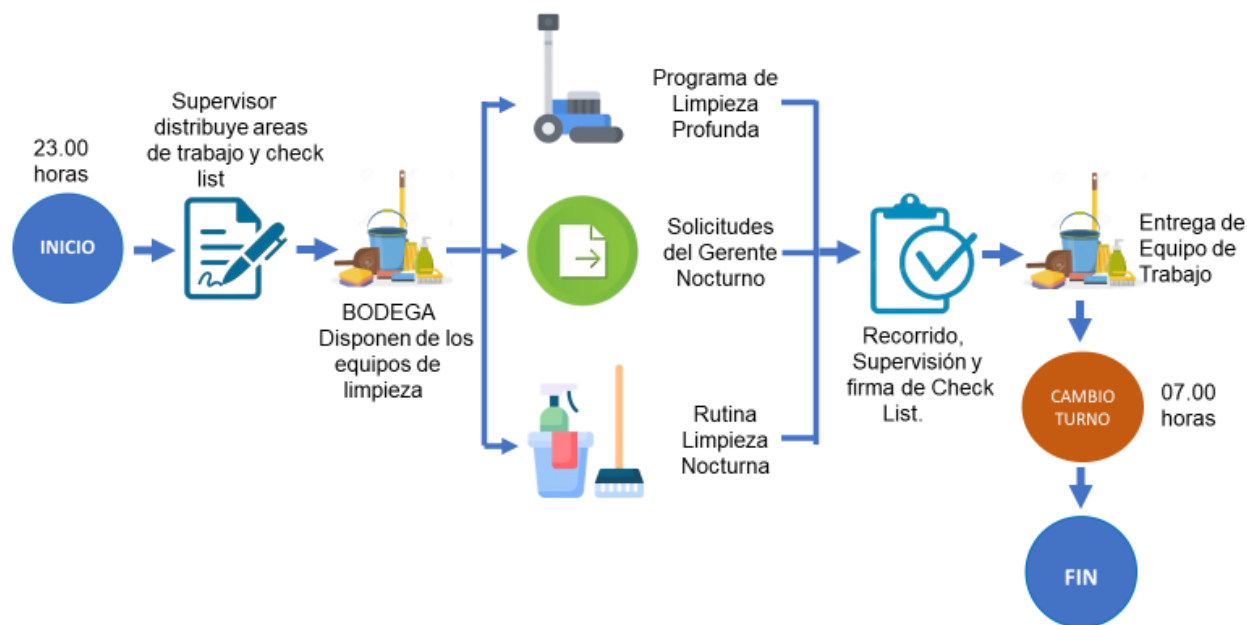 23.00
horas
INICIO
Supervisor
distribuye areas
de trabajo y check
list
BODEGA
Disponen de los
equipos de
limpieza
Programa de
Limpieza
Profunda
Solicitudes
del Gerente
Nocturno
Rutina
Limpieza
Nocturna
Recorrido,
Supervisión y
firma de Check
List.
Entrega de
Equipo de
Trabajo
CAMBIO
TURNO
07.00
horas
FIN